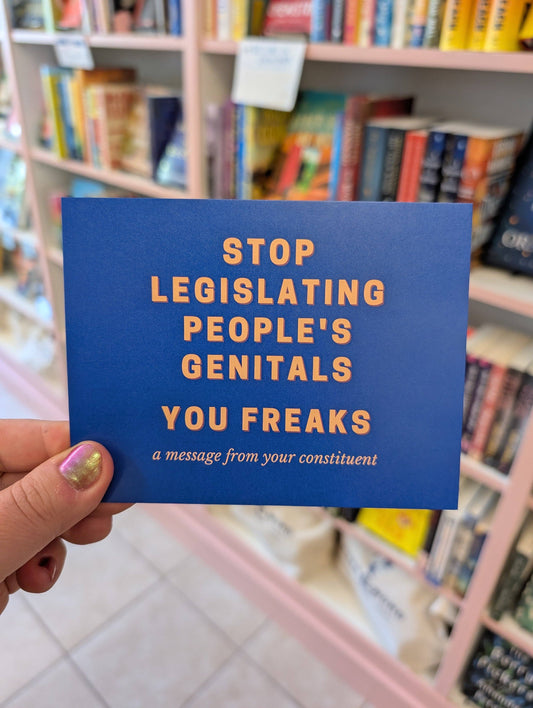 STOP
LEGISLATING
PEOPLE'S
GENITALS
YOU FREAKS
a message from your constituent